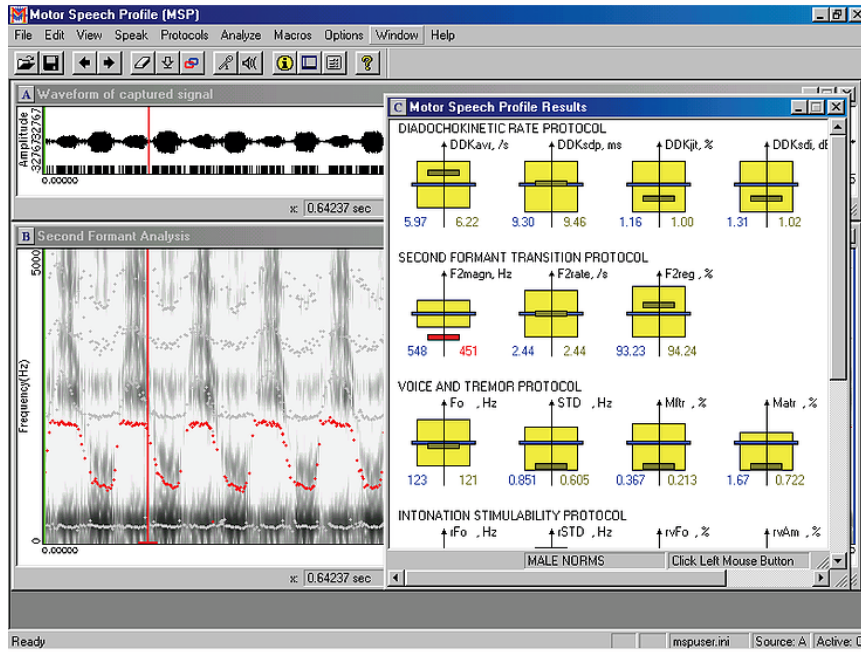 Motor Speech Profile (MSP)
File Edit View Speak Protocols Analyze Macros Options Window Help
A Waveform of captured signal
Amplitude
-32767 32767
0.00000
x: 0.64237 sec
B Second Formant Analysis
5000
Frequency(Hz)
0
0.00000
x: 0.64237 sec
C Motor Speech Profile Results
DIADOCHOKINETIC RATE PROTOCOL
DDKavr, /s DDKsdp, ms DDKjit, % DDKsdi, dB
5.97 6.22 9.30 9.46 1.16 1.00 1.31 1.02
SECOND FORMANT TRANSITION PROTOCOL
F2magn, Hz F2rate, /s F2reg , %
548 451 2.44 2.44 93.23 94.24
VOICE AND TREMOR PROTOCOL
Fo , Hz STD , Hz Mftr , % Matr , %
123 121 0.851 0.605 0.367 0.213 1.67 0.722
INTONATION STIMULABILITY PROTOCOL
rFo , Hz rSTD , Hz rvFo , % rvAm , %
MALE NORMS Click Left Mouse Button
Ready mspuser.ini Source: A Active: